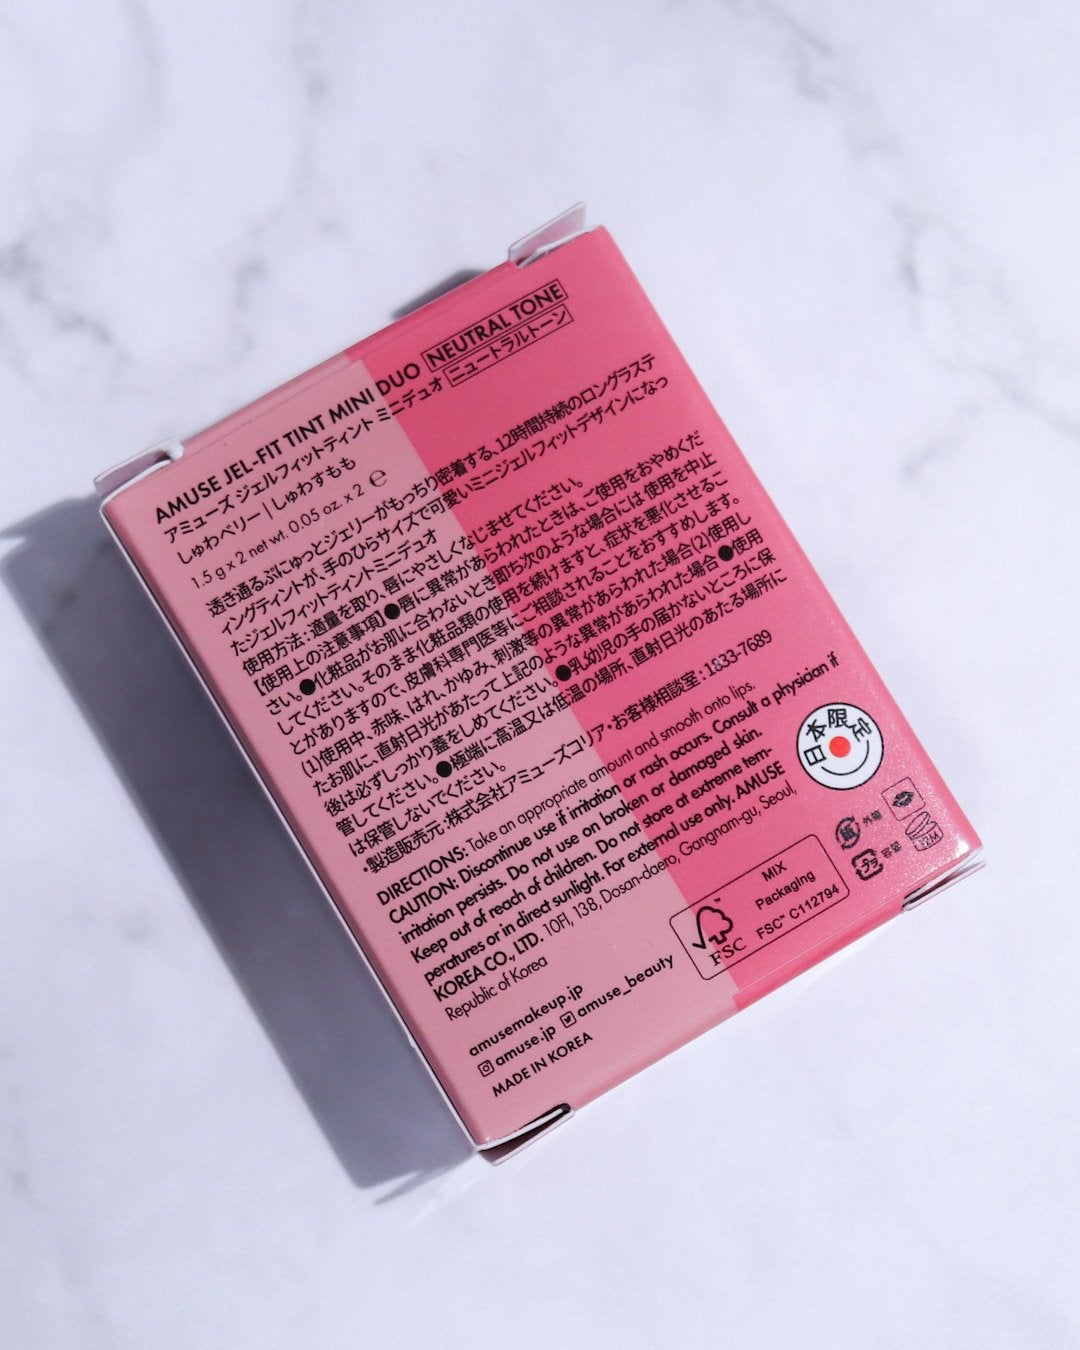 AMUSE JEL-FIT TINT MINI DUO NEUTRAL TONE
アミューズ ジェルフィットティント ミニデュオ ニュートラルトーン
しゅわベリー | しゅわすもも
1.5 g x 2 net wt. 0.05 oz. x 2 ℮
透き通るぷにゅっとジェリーがもっちり密着する、12時間持続のロングラステ
ィングティントが、手のひらサイズで可愛いミニジェルフィットデザインになっ
たジェルフィットティントミニデュオ
使用方法：適量を取り、唇にやさしくなじませてください。
【使用上の注意事項】●唇に異常があらわれたときは、ご使用をおやめくだ
さい。●化粧品がお肌に合わないとき即ち次のような場合には使用を中止
してください。そのまま化粧品類の使用を続けますと、症状を悪化させるこ
とがありますので、皮膚科専門医等にご相談されることをおすすめします。
(1)使用中、赤味、はれ、かゆみ、刺激等の異常があらわれた場合(2)使用し
たお肌に、直射日光があたって上記のような異常があらわれた場合●使用
後は必ずしっかり蓋をしめてください。●乳幼児の手の届かないところに保
管してください。●極端に高温又は低温の場所、直射日光のあたる場所に
は保管しないでください。
・製造販売元：株式会社アミューズコリア・お客様相談室：1833-7689
DIRECTIONS: Take an appropriate amount and smooth onto lips.
CAUTION: Discontinue use if irritation or rash occurs. Consult a physician if
irritation persists. Do not use on broken or damaged skin.
Keep out of reach of children. Do not store at extreme tem-
peratures or in direct sunlight. For external use only. AMUSE
KOREA CO., LTD. 10Fl, 138, Dosan-daero, Gangnam-gu, Seoul,
Republic of Korea
amusemakeup.jp
amuse.jp amuse_beauty
MADE IN KOREA
日本限定
外箱
プラ 容器
12M
FSC
MIX
Packaging
FSC™ C112794